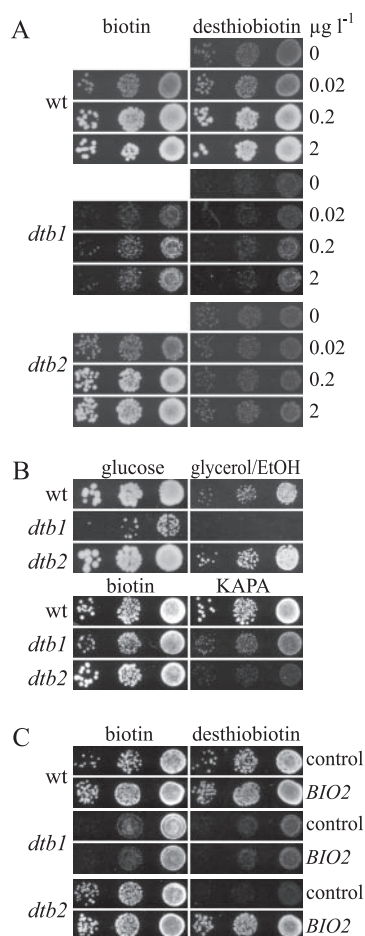 A
biotin desthiobiotin µg l⁻¹
0
0.02
wt
0.2
2
0
0.02
dtb1
0.2
2
0
0.02
dtb2
0.2
2
B
glucose glycerol/EtOH
wt
dtb1
dtb2
biotin KAPA
wt
dtb1
dtb2
C
biotin desthiobiotin
wt control
BIO2
dtb1 control
BIO2
dtb2 control
BIO2